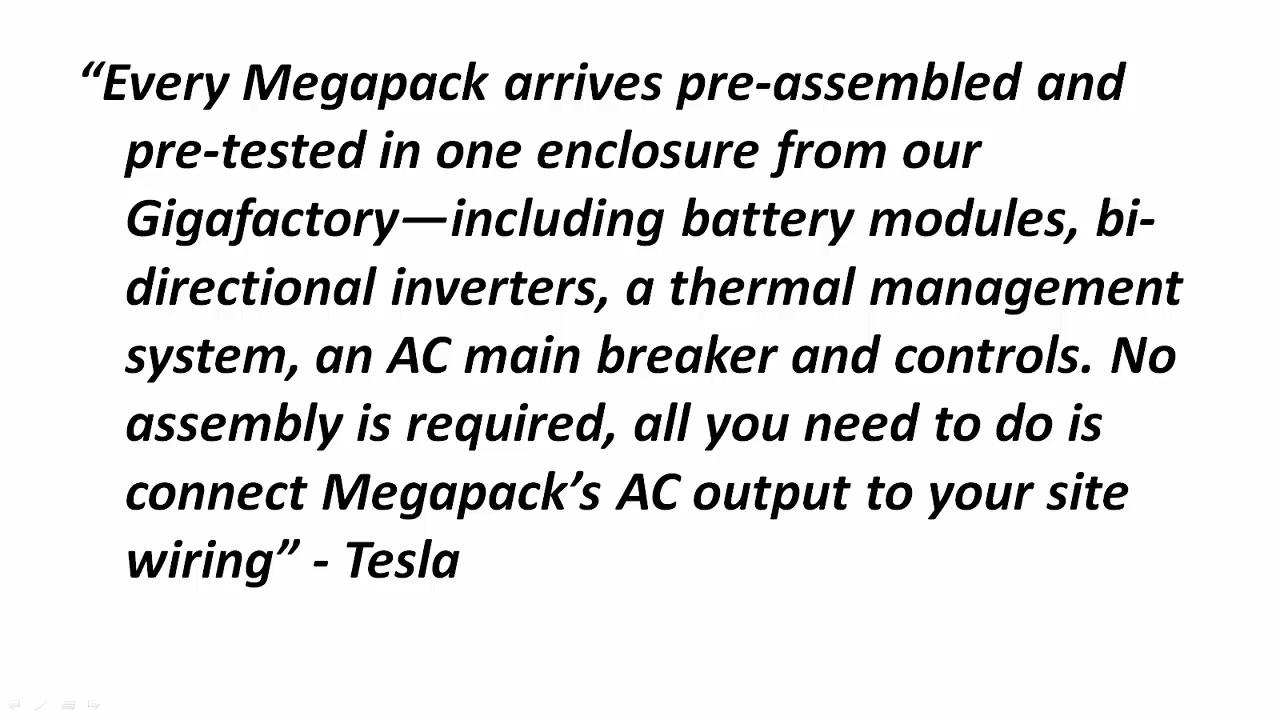 “Every Megapack arrives pre-assembled and
pre-tested in one enclosure from our
Gigafactory—including battery modules, bi-
directional inverters, a thermal management
system, an AC main breaker and controls. No
assembly is required, all you need to do is
connect Megapack’s AC output to your site
wiring” - Tesla